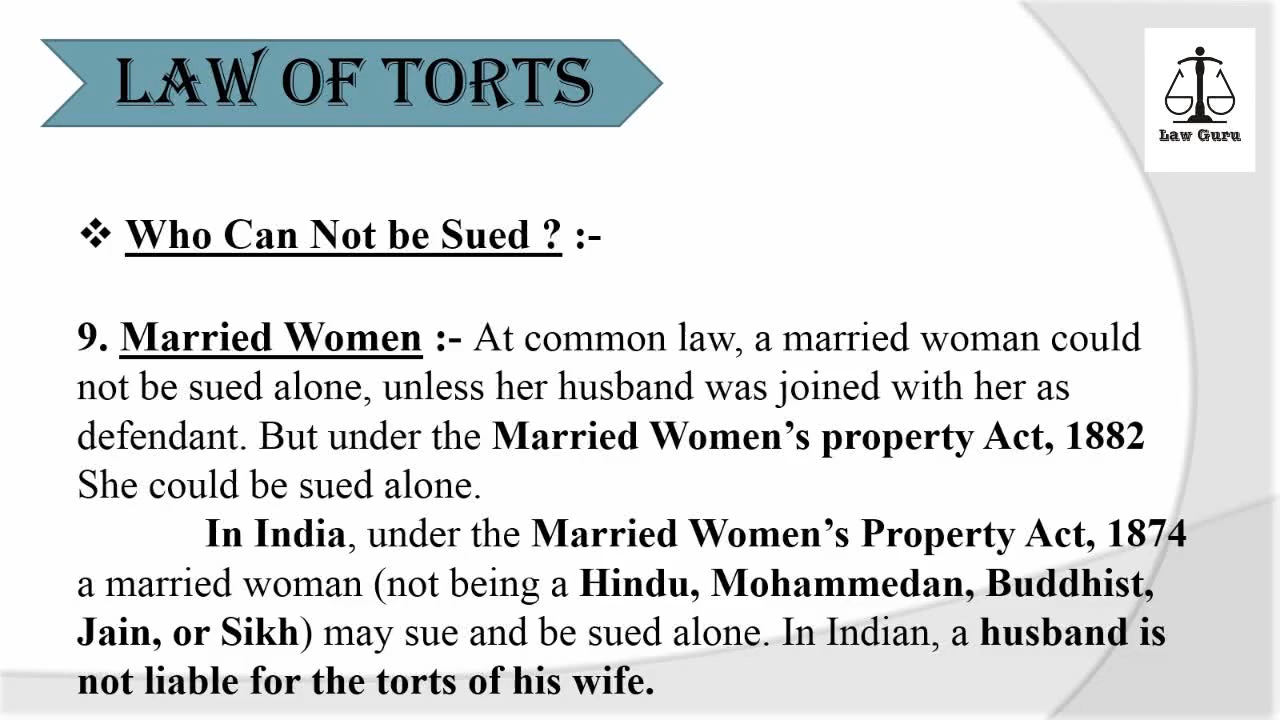 LAW OF TORTS
Law Guru
❖ Who Can Not be Sued ? :-
9. Married Women :- At common law, a married woman could
not be sued alone, unless her husband was joined with her as
defendant. But under the Married Women’s property Act, 1882
She could be sued alone.
In India, under the Married Women’s Property Act, 1874
a married woman (not being a Hindu, Mohammedan, Buddhist,
Jain, or Sikh) may sue and be sued alone. In Indian, a husband is
not liable for the torts of his wife.